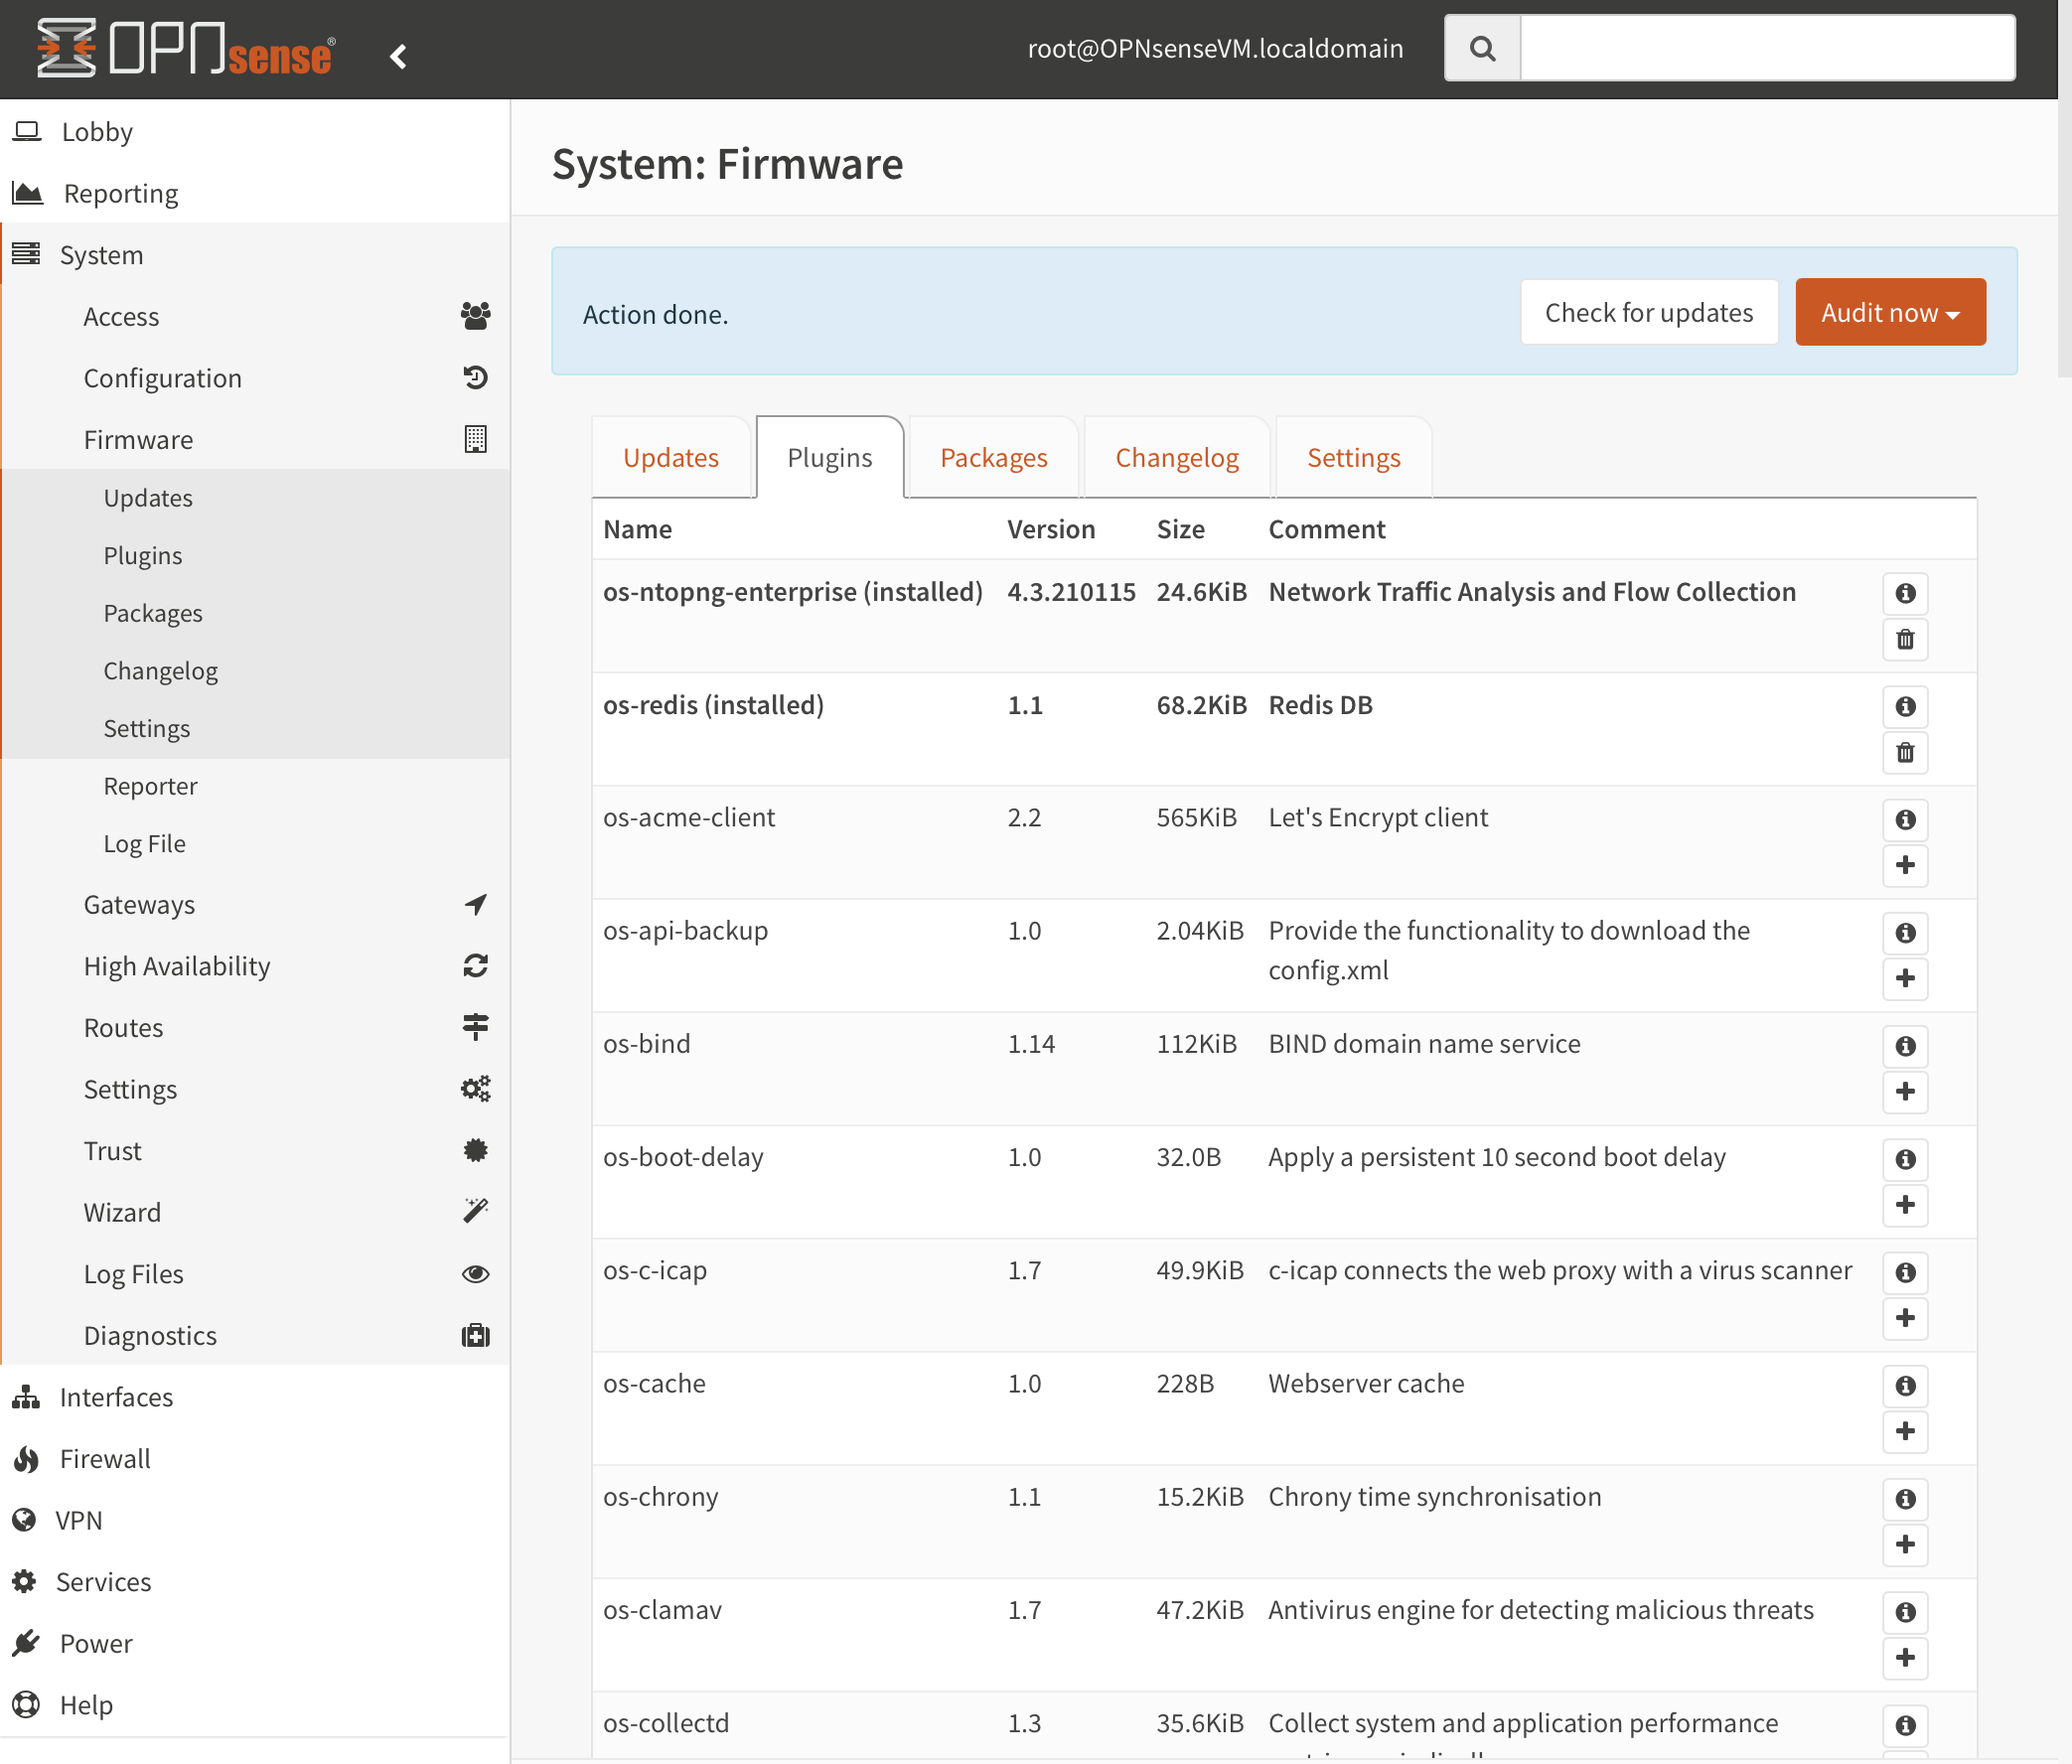 OPNsense®
root@OPNsenseVM.localdomain
Lobby
Reporting
System
Access
Configuration
Firmware
Updates
Plugins
Packages
Changelog
Settings
Reporter
Log File
Gateways
High Availability
Routes
Settings
Trust
Wizard
Log Files
Diagnostics
Interfaces
Firewall
VPN
Services
Power
Help
System: Firmware
Action done.
Check for updates
Audit now
Updates Plugins Packages Changelog Settings
Name Version Size Comment
os-ntopng-enterprise (installed) 4.3.210115 24.6KiB Network Traffic Analysis and Flow Collection
os-redis (installed) 1.1 68.2KiB Redis DB
os-acme-client 2.2 565KiB Let's Encrypt client
os-api-backup 1.0 2.04KiB Provide the functionality to download the
config.xml
os-bind 1.14 112KiB BIND domain name service
os-boot-delay 1.0 32.0B Apply a persistent 10 second boot delay
os-c-icap 1.7 49.9KiB c-icap connects the web proxy with a virus scanner
os-cache 1.0 228B Webserver cache
os-chrony 1.1 15.2KiB Chrony time synchronisation
os-clamav 1.7 47.2KiB Antivirus engine for detecting malicious threats
os-collectd 1.3 35.6KiB Collect system and application performance